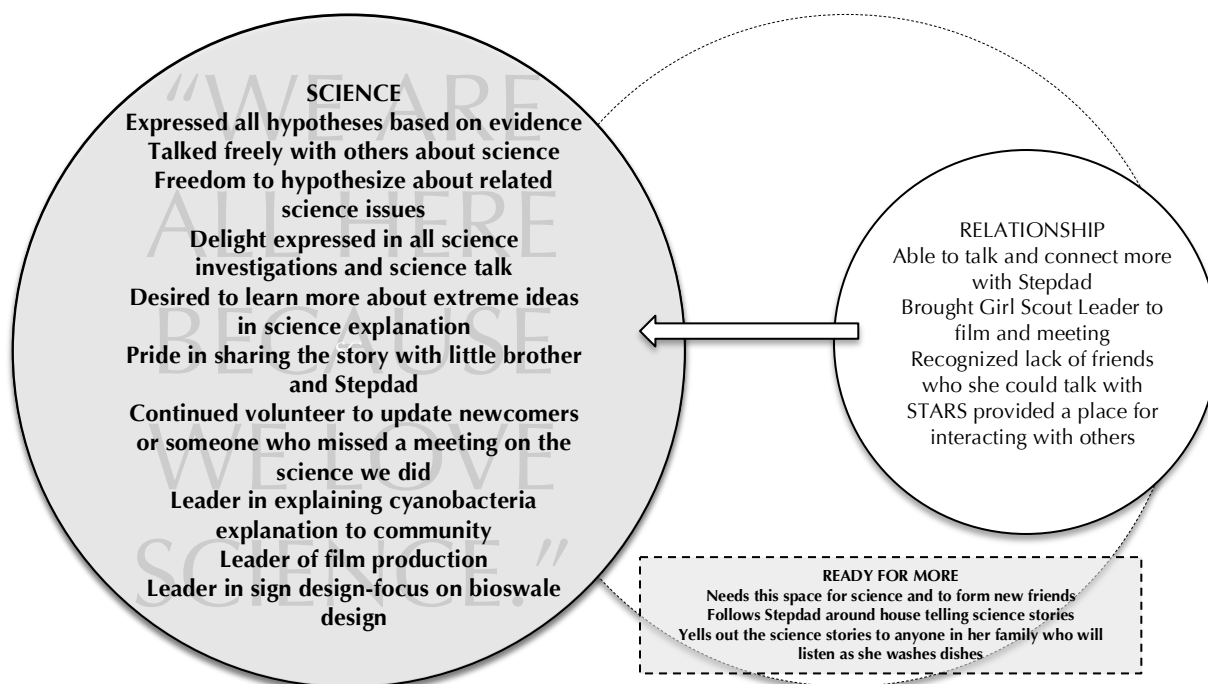 “WE ARE
ALL HERE
BECAUSE
WE LOVE
SCIENCE.”
SCIENCE
Expressed all hypotheses based on evidence
Talked freely with others about science
Freedom to hypothesize about related
science issues
Delight expressed in all science
investigations and science talk
Desired to learn more about extreme ideas
in science explanation
Pride in sharing the story with little brother
and Stepdad
Continued volunteer to update newcomers
or someone who missed a meeting on the
science we did
Leader in explaining cyanobacteria
explanation to community
Leader of film production
Leader in sign design-focus on bioswale
design
RELATIONSHIP
Able to talk and connect more
with Stepdad
Brought Girl Scout Leader to
film and meeting
Recognized lack of friends
who she could talk with
STARS provided a place for
interacting with others
READY FOR MORE
Needs this space for science and to form new friends
Follows Stepdad around house telling science stories
Yells out the science stories to anyone in her family who will
listen as she washes dishes